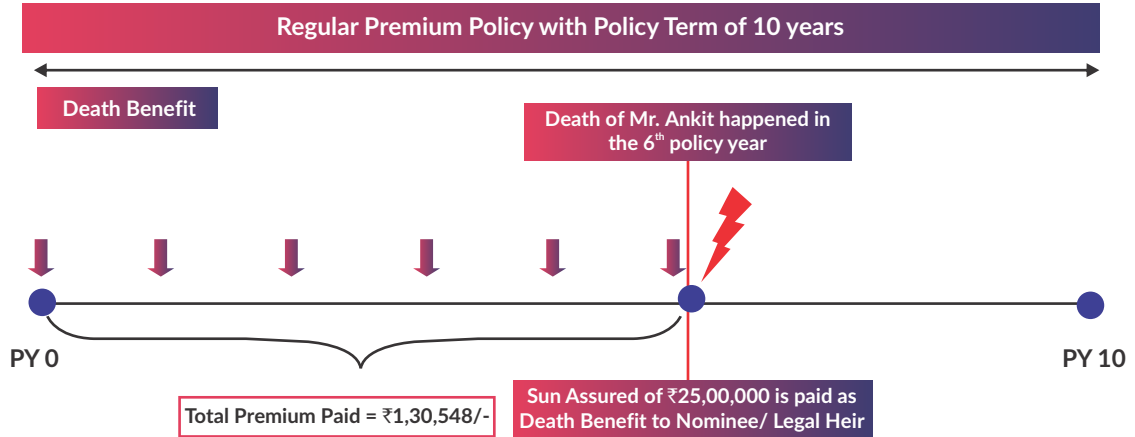 Regular Premium Policy with Policy Term of 10 years
Death Benefit
Death of Mr. Ankit happened in
the 6th policy year
PY 0
PY 10
Total Premium Paid = ₹1,30,548/-
Sun Assured of ₹25,00,000 is paid as
Death Benefit to Nominee/ Legal Heir